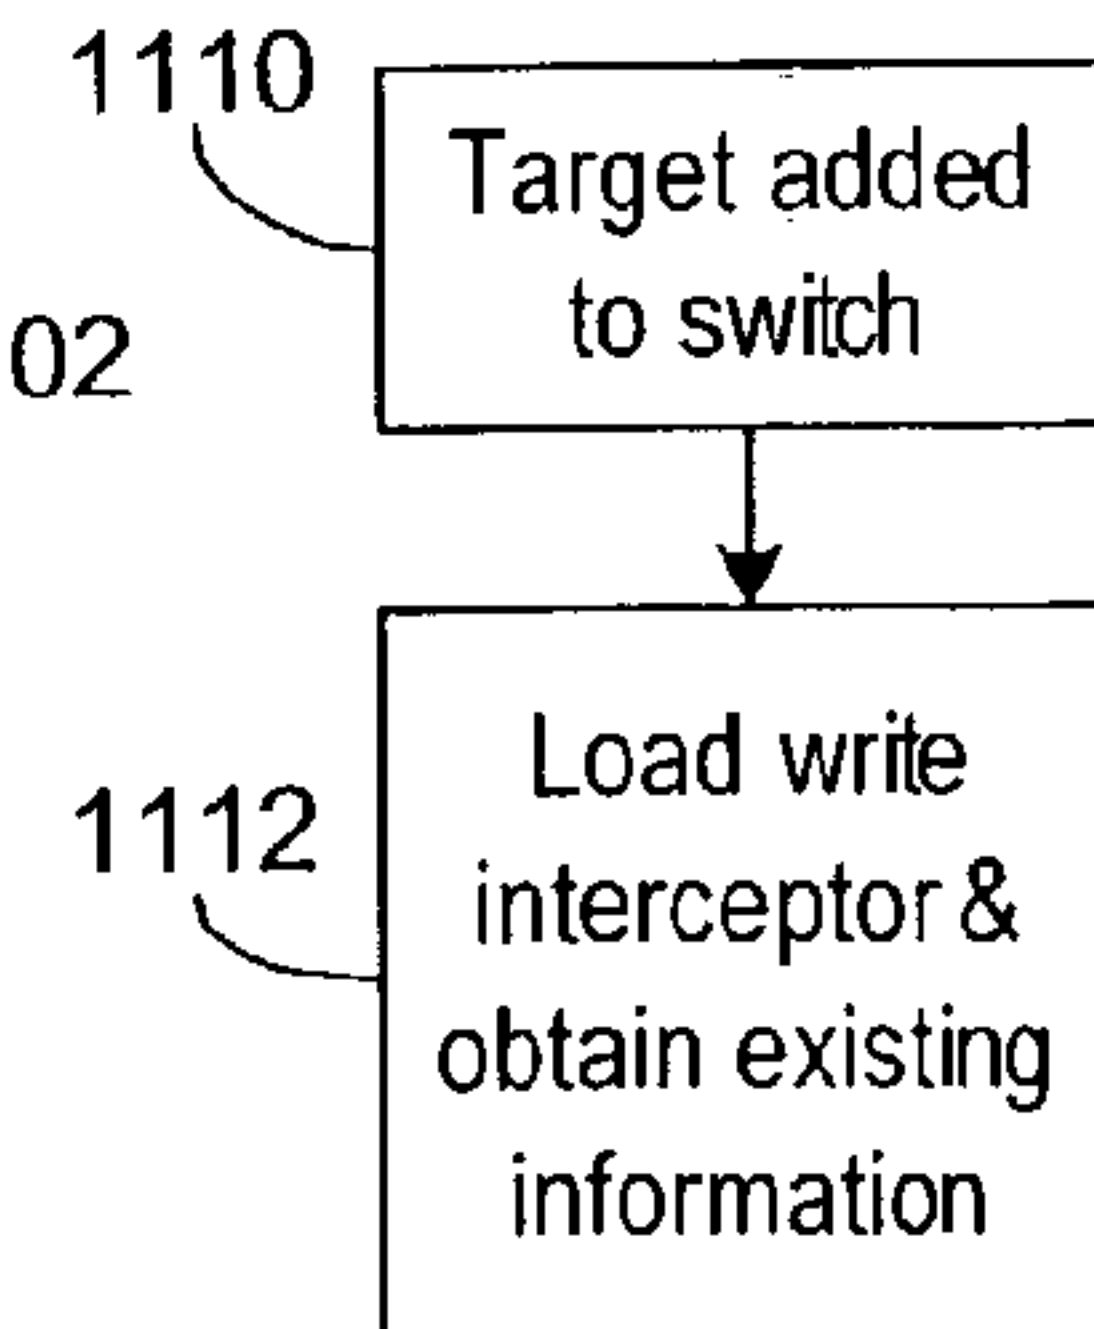 1110
Target added
to switch
02
1112
Load write
interceptor &
obtain existing
information